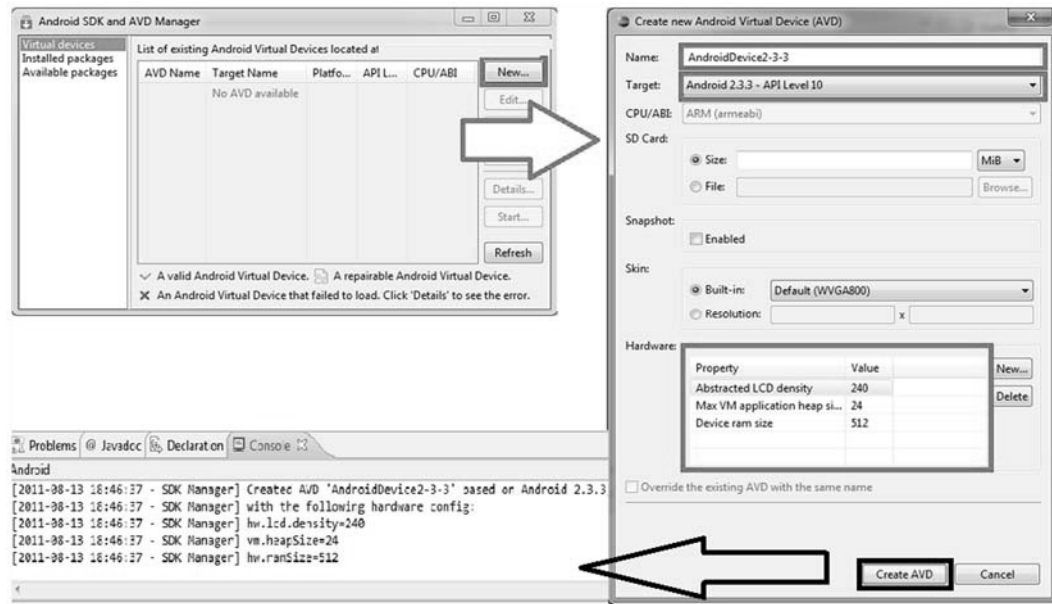 Android SDK and AVD Manager
Virtual devices
Installed packages
Available packages
List of existing Android Virtual Devices located at
AVD Name Target Name Platfo... API L... CPU/ABI
No AVD available
New...
Edit...
Details...
Start...
Refresh
A valid Android Virtual Device. A repairable Android Virtual Device.
X An Android Virtual Device that failed to load. Click 'Details' to see the error.
Create new Android Virtual Device (AVD)
Name: AndroidDevice2-3-3
Target: Android 2.3.3 - API Level 10
CPU/ABI: ARM (armeabi)
SD Card:
Size: MiB
File: Browse...
Snapshot:
Enabled
Skin:
Built-in: Default (WVGA800)
Resolution: x
Hardware:
Property Value
Abstracted LCD density 240
Max VM application heap si... 24
Device ram size 512
New...
Delete
Override the existing AVD with the same name
Create AVD Cancel
Problems @ Javadoc Declaration Console
Android
[2011-08-13 18:46:37 - SDK Manager] Created AVD 'AndroidDevice2-3-3' based on Android 2.3.3
[2011-08-13 18:46:37 - SDK Manager] with the following hardware config:
[2011-08-13 18:46:37 - SDK Manager] hw.lcd.density=240
[2011-08-13 18:46:37 - SDK Manager] vm.heapSize=24
[2011-08-13 18:46:37 - SDK Manager] hw.ramSize=512